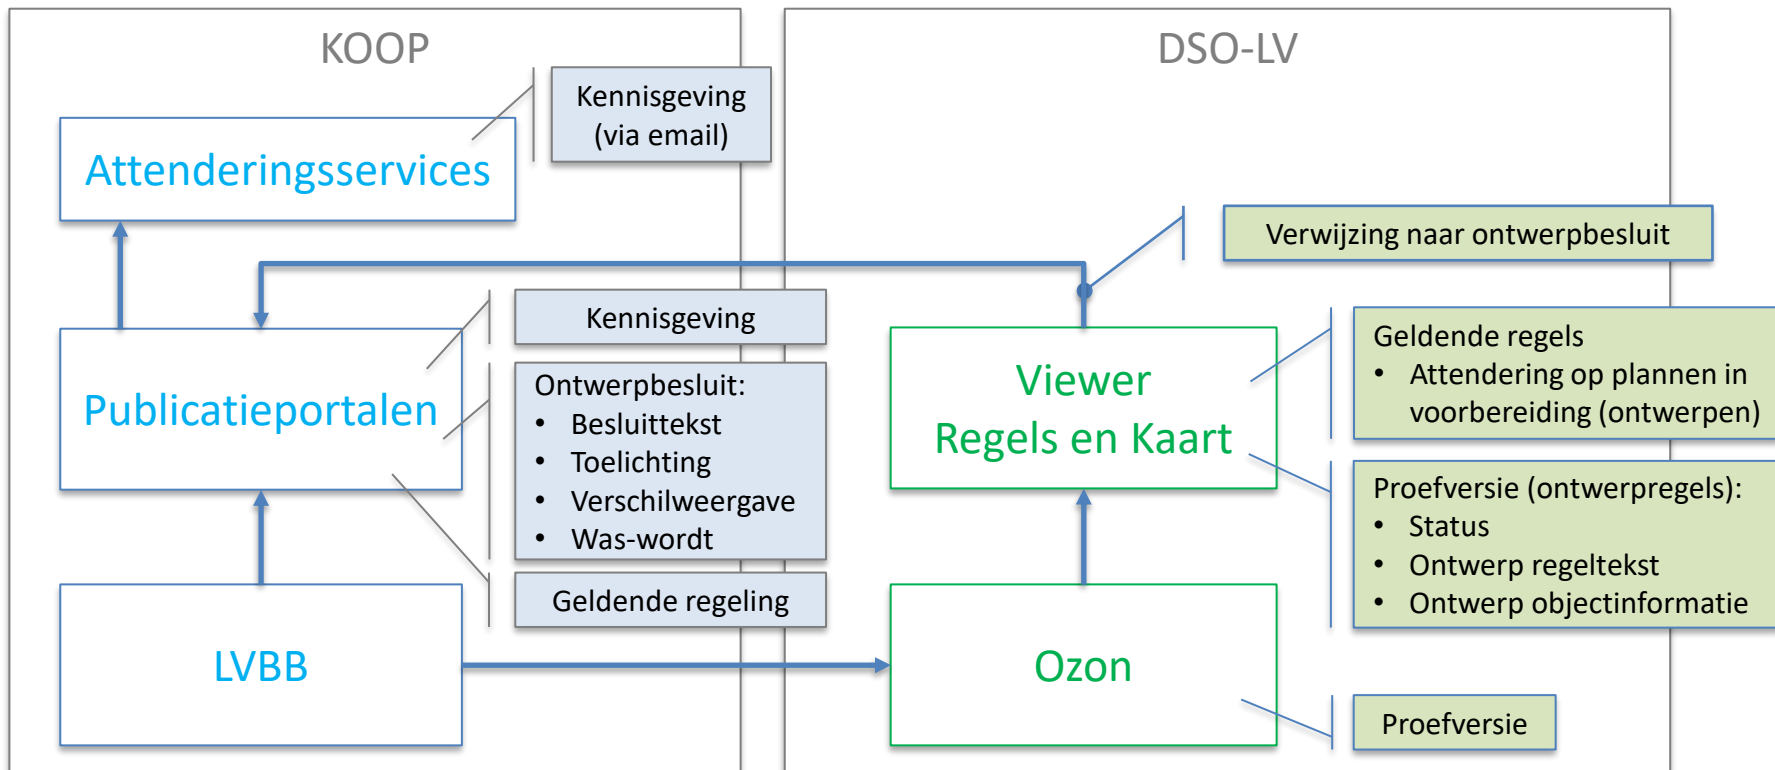 KOOP
Kennisgeving
(via email)
Attenderingsservices
Kennisgeving
Publicatieportalen
Ontwerpbesluit:
• Besluittekst
• Toelichting
• Verschilweergave
• Was-wordt
Geldende regeling
LVBB
DSO-LV
Verwijzing naar ontwerpbesluit
Viewer
Regels en Kaart
Geldende regels
• Attendering op plannen in
voorbereiding (ontwerpen)
Proefversie (ontwerpregels):
• Status
• Ontwerp regeltekst
• Ontwerp objectinformatie
Ozon
Proefversie